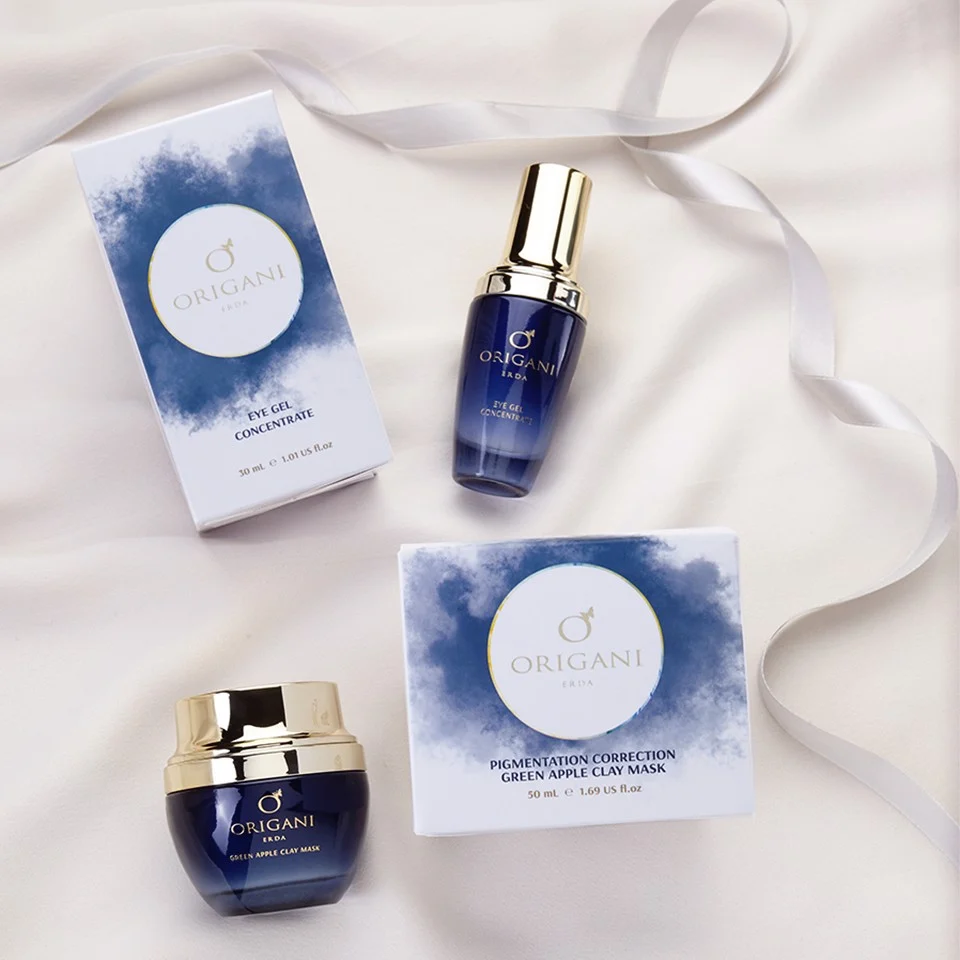 ORIGANI
ERDA
EYE GEL
CONCENTRATE
30 mL e 1.01 US fl.oz
ORIGANI
ERDA
EYE GEL
CONCENTRATE
ORIGANI
ERDA
PIGMENTATION CORRECTION
GREEN APPLE CLAY MASK
50 mL e 1.69 US fl.oz
ORIGANI
ERDA
GREEN APPLE CLAY MASK